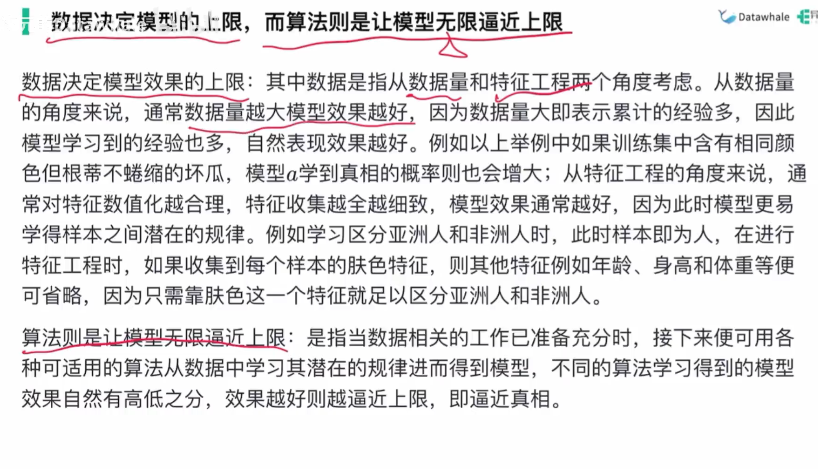 数据决定模型的上限，而算法则是让模型无限逼近上限
Datawhale
数据决定模型效果的上限：其中数据是指从数据量和特征工程两个角度考虑。从数据量
的角度来说，通常数据量越大模型效果越好，因为数据量大即表示累计的经验多，因此
模型学习到的经验也多，自然表现效果越好。例如以上举例中如果训练集中含有相同颜
色但根蒂不蜷缩的坏瓜，模型a学到真相的概率则也会增大；从特征工程的角度来说，通
常对特征数值化越合理，特征收集越全越细致，模型效果通常越好，因为此时模型更易
学得样本之间潜在的规律。例如学习区分亚洲人和非洲人时，此时样本即为人，在进行
特征工程时，如果收集到每个样本的肤色特征，则其他特征例如年龄、身高和体重等便
可省略，因为只需靠肤色这一个特征就足以区分亚洲人和非洲人。
算法则是让模型无限逼近上限：是指当数据相关的工作已准备充分时，接下来便可用各
种可适用的算法从数据中学习其潜在的规律进而得到模型，不同的算法学习得到的模型
效果自然有高低之分，效果越好则越逼近上限，即逼近真相。